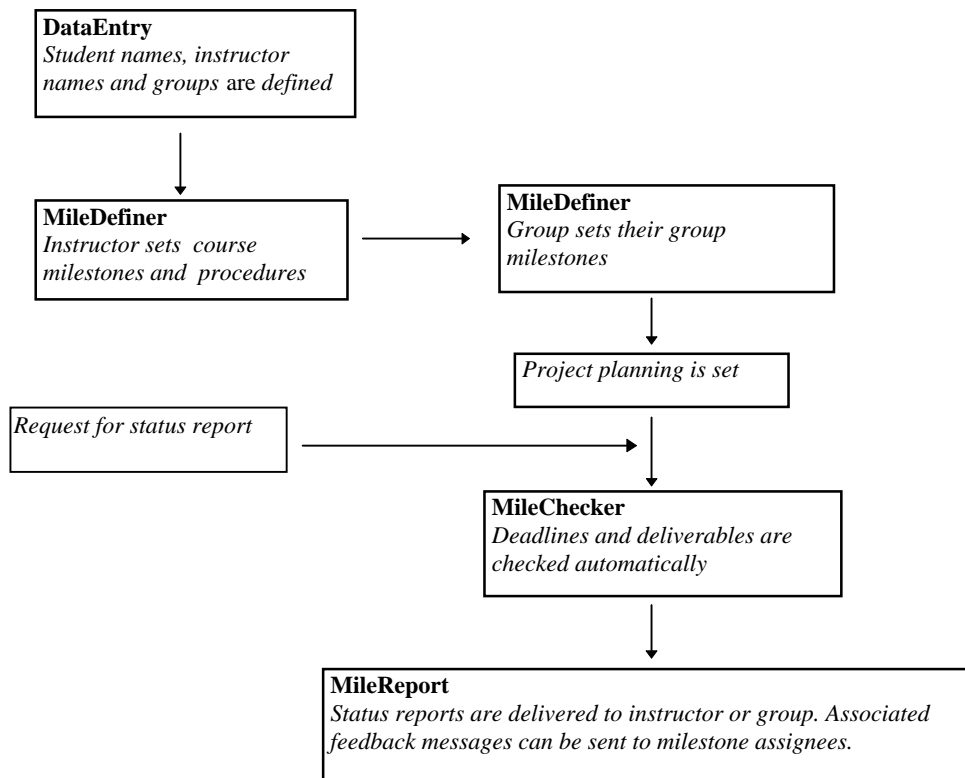 DataEntry
Student names, instructor
names and groups are defined
MileDefiner
Instructor sets course
milestones and procedures
MileDefiner
Group sets their group
milestones
Project planning is set
Request for status report
MileChecker
Deadlines and deliverables are
checked automatically
MileReport
Status reports are delivered to instructor or group. Associated
feedback messages can be sent to milestone assignees.